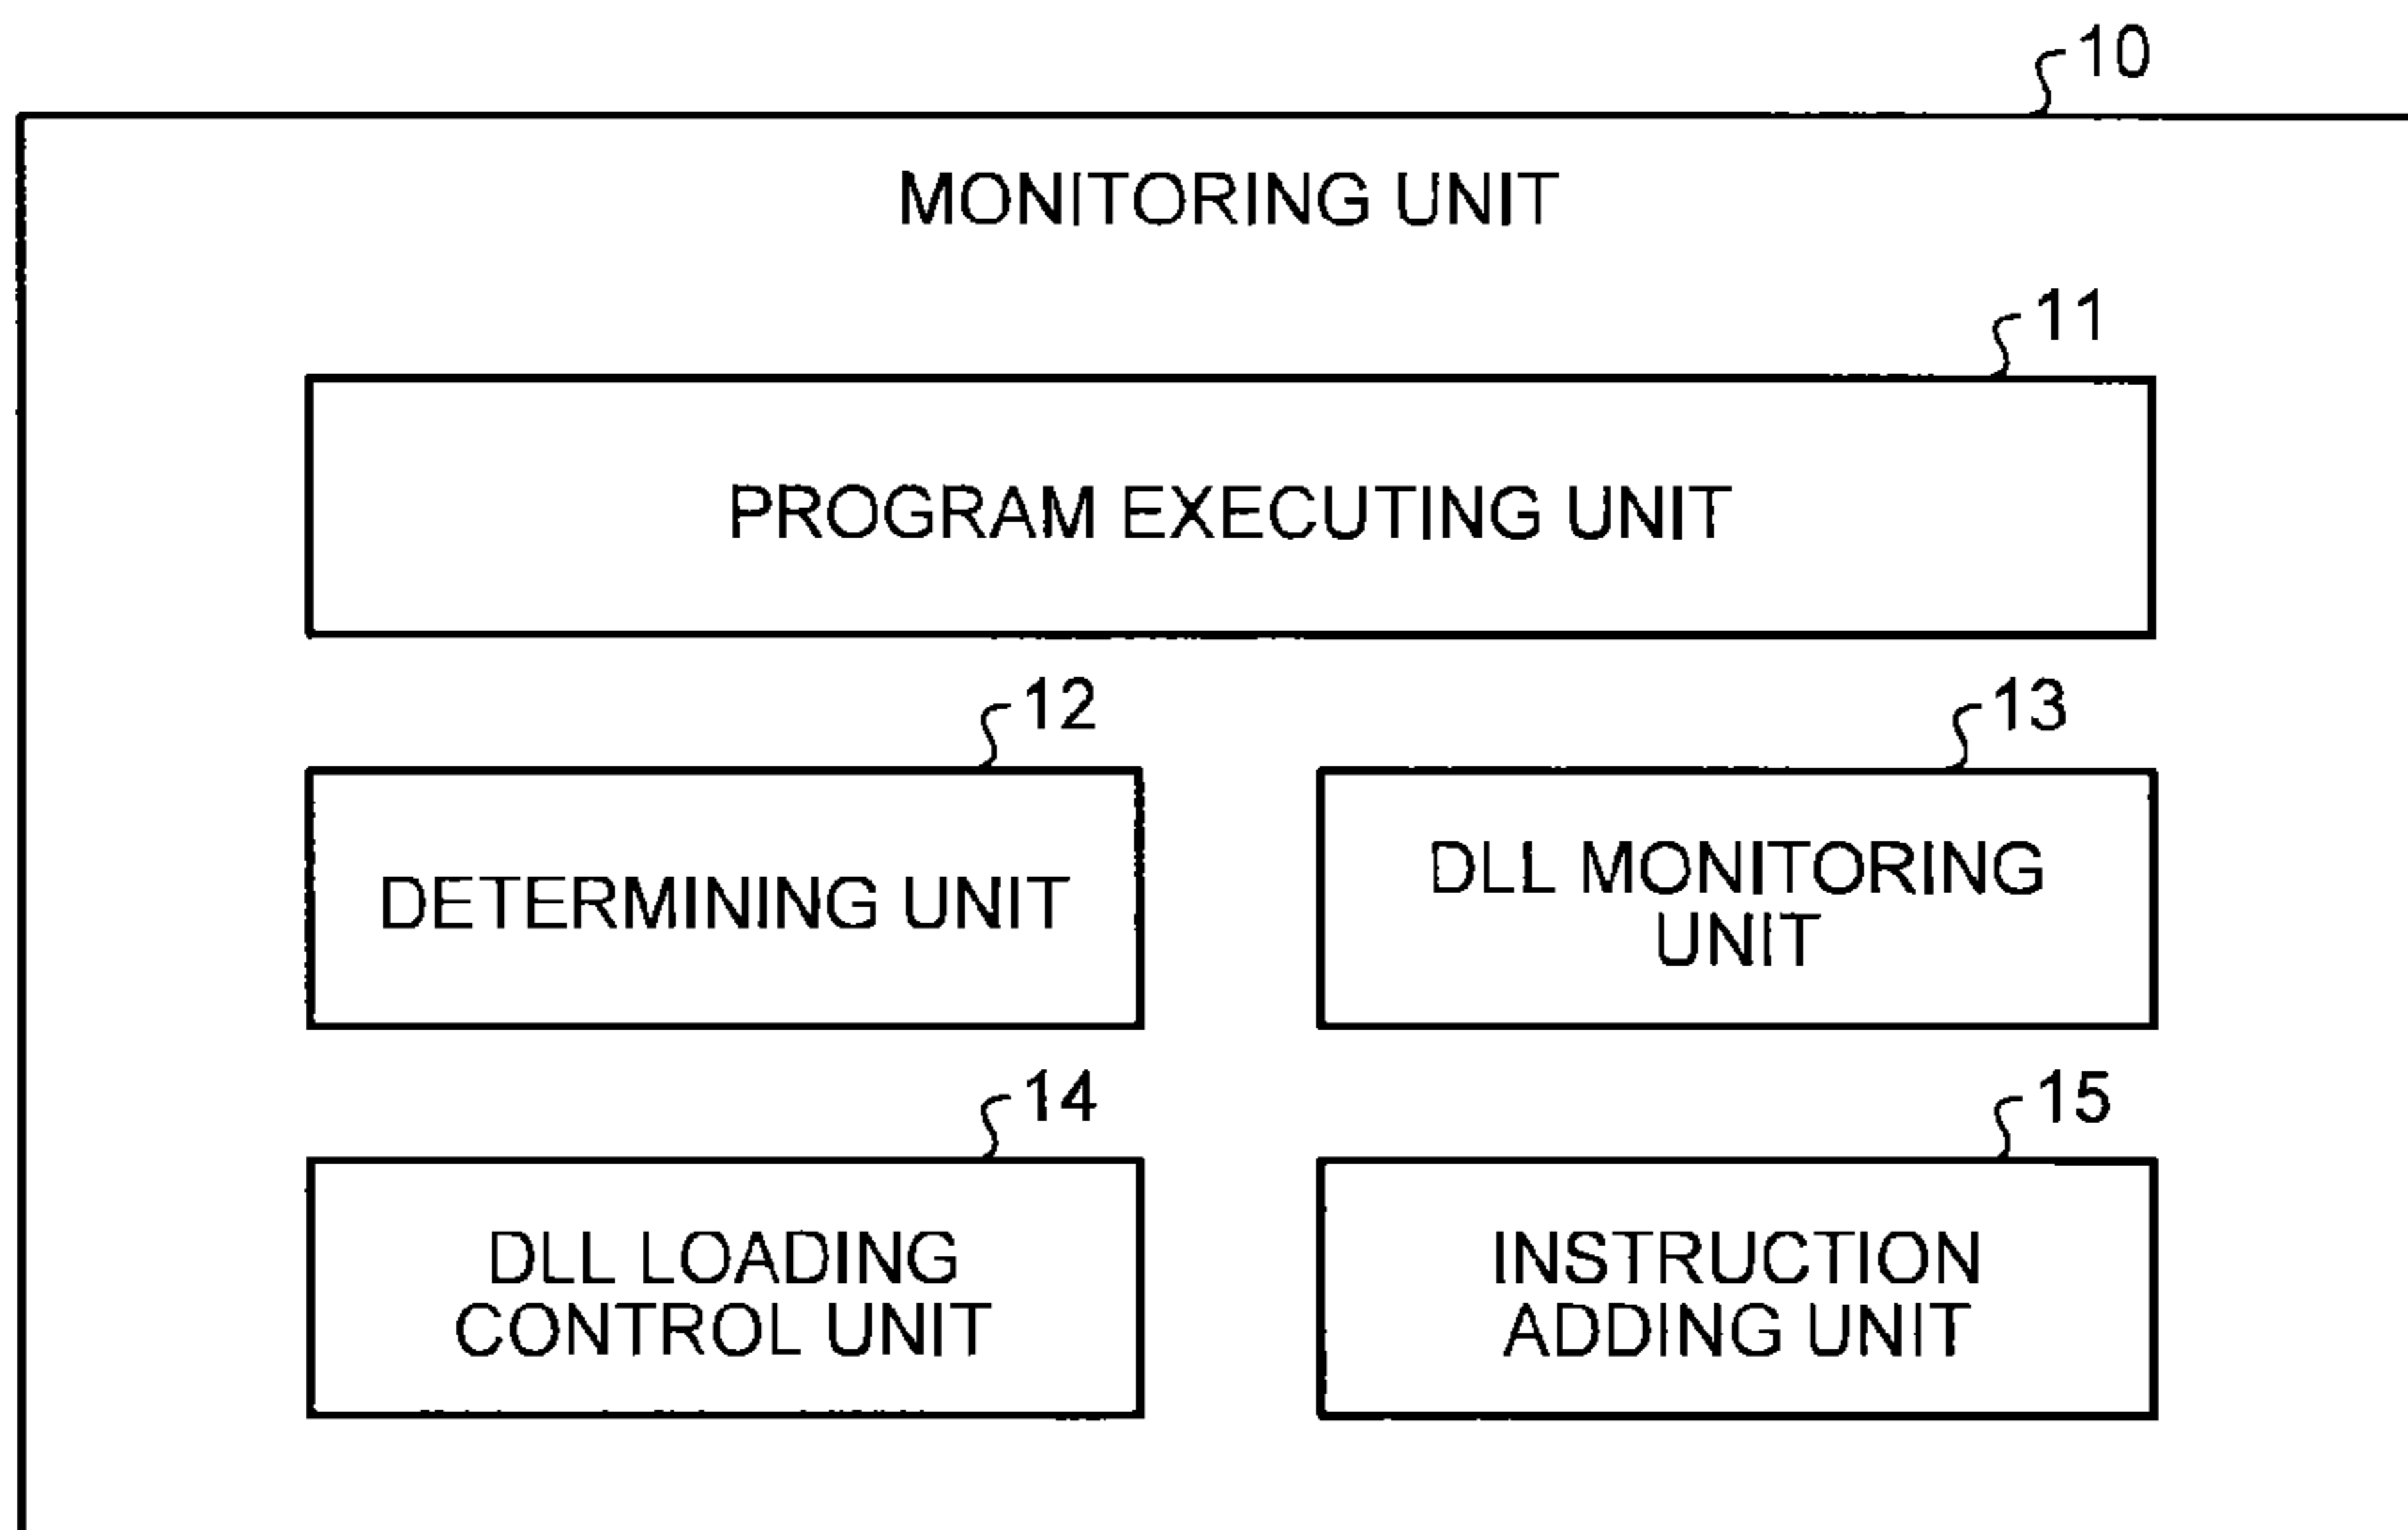 10
MONITORING UNIT
11
PROGRAM EXECUTING UNIT
12
13
DETERMINING UNIT
DLL MONITORING
UNIT
14
15
DLL LOADING
CONTROL UNIT
INSTRUCTION
ADDING UNIT